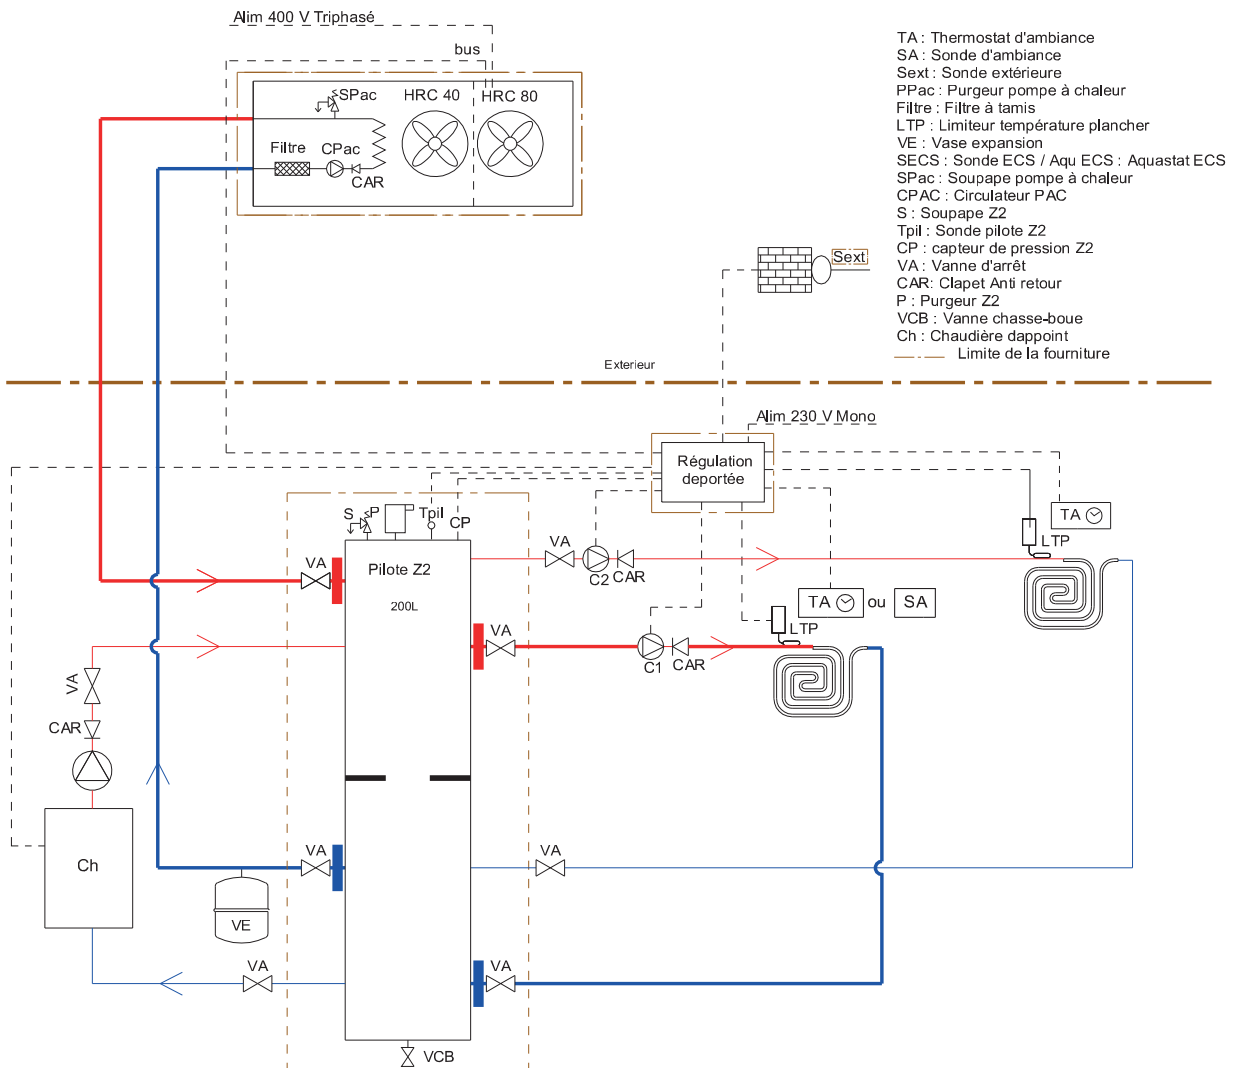 Alim 400 V Triphasé
bus
SPac
HRC 40
HRC 80
Filtre
CPac
CAR
TA : Thermostat d'ambiance
SA : Sonde d'ambiance
Sext : Sonde extérieure
PPac : Purgeur pompe à chaleur
Filtre : Filtre à tamis
LTP : Limiteur température plancher
VE : Vase expansion
SECS : Sonde ECS / Aqu ECS : Aquastat ECS
SPac : Soupape pompe à chaleur
CPAC : Circulateur PAC
S : Soupape Z2
Tpil : Sonde pilote Z2
CP : capteur de pression Z2
VA : Vanne d'arrêt
CAR: Clapet Anti retour
P : Purgeur Z2
VCB : Vanne chasse-boue
Ch : Chaudière dappoint
Limite de la fourniture
Sext
Exterieur
Alim 230 V Mono
Régulation
deportée
S
P
Tpil
CP
VA
C2
CAR
LTP
TA
VA
Pilote Z2
200L
TA
ou
SA
LTP
VA
C1
CAR
VA
CAR
Ch
VA
VE
VA
VA
VA
VCB